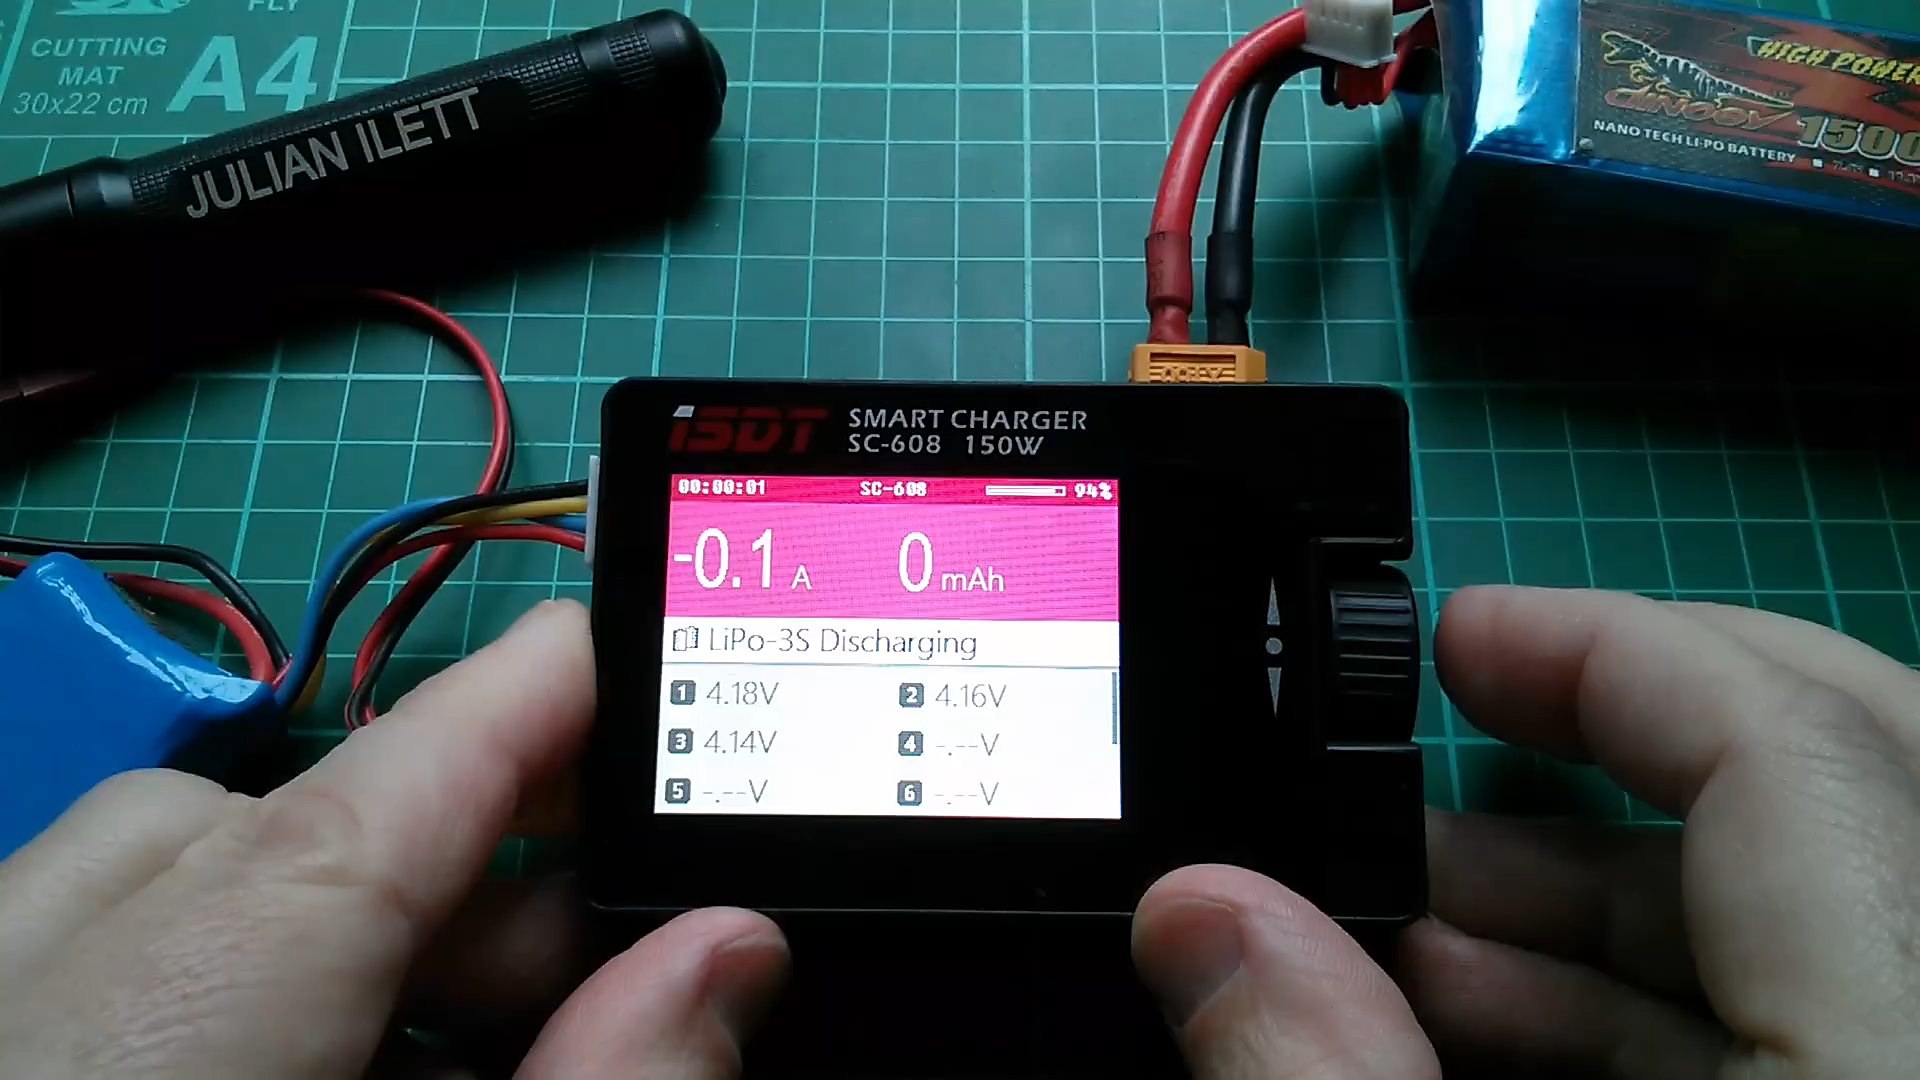 FLY
CUTTING
MAT
A4
30x22 cm
JULIAN ILETT
HIGH POWER
DINOGY
1500
NANO TECH LI-PO BATTERY
iSDT
SMART CHARGER
SC-608 150W
00:00:01 SC-608 94%
-0.1 A 0 mAh
LiPo-3S Discharging
1 4.18V 2 4.16V
3 4.14V 4 -.--V
5 -.--V 6 -.--V